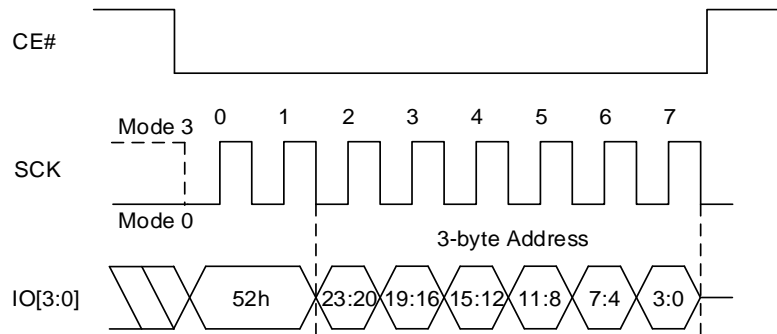 CE#
Mode 3
0 1 2 3 4 5 6 7
SCK
Mode 0
3-byte Address
IO[3:0]
52h 23:20 19:16 15:12 11:8 7:4 3:0